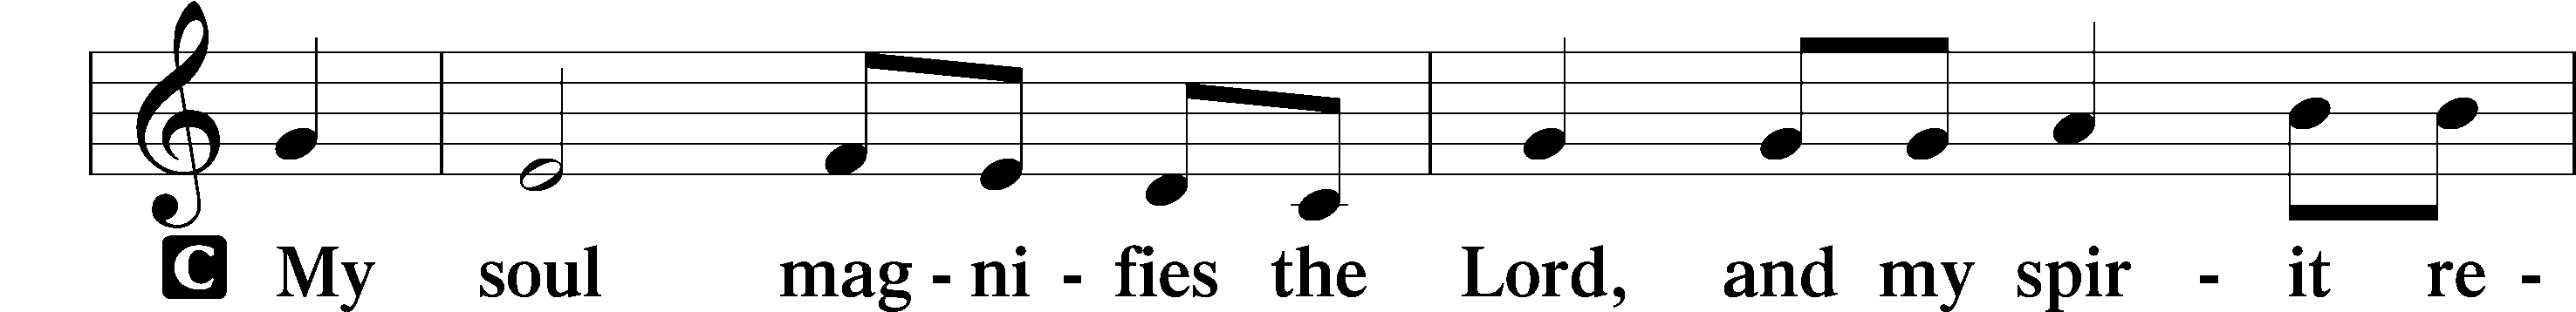 C My soul mag - ni - fies the Lord, and my spir - it re -